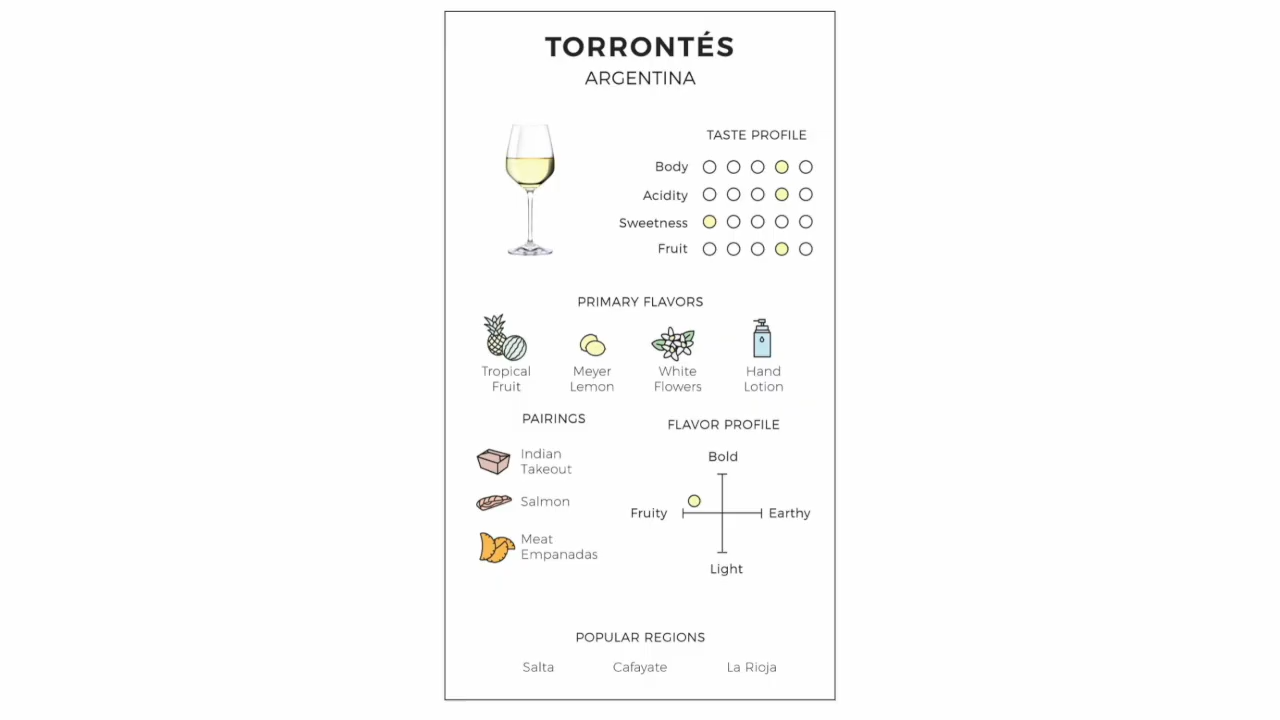 TORRONTÉS
ARGENTINA
TASTE PROFILE
Body
Acidity
Sweetness
Fruit
PRIMARY FLAVORS
Tropical
Fruit
Meyer
Lemon
White
Flowers
Hand
Lotion
PAIRINGS
Indian
Takeout
Salmon
Meat
Empanadas
FLAVOR PROFILE
Bold
Fruity
Earthy
Light
POPULAR REGIONS
Salta
Cafayate
La Rioja